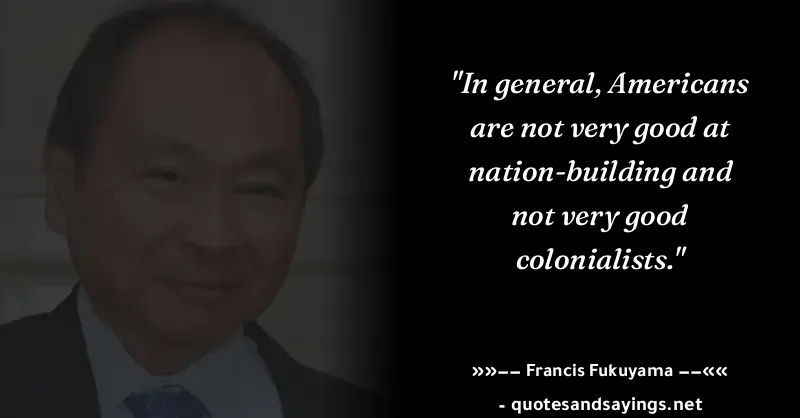 "In general, Americans
are not very good at
nation-building and
not very good
colonialists."
»»–– Francis Fukuyama ––««
- quotesandsayings.net